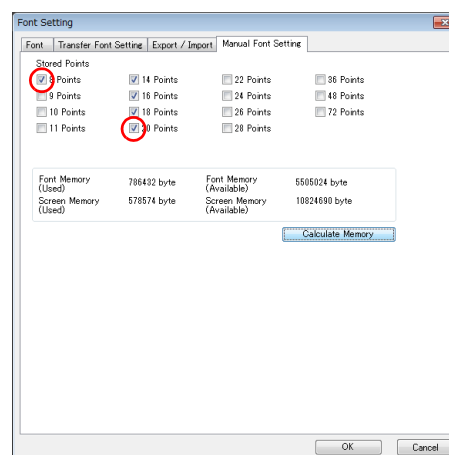 Font Setting
Font Transfer Font Setting Export / Import Manual Font Setting
Stored Points
8 Points 14 Points 22 Points 36 Points
9 Points 16 Points 24 Points 48 Points
10 Points 18 Points 26 Points 72 Points
11 Points 20 Points 28 Points
Font Memory (Used) 786432 byte Font Memory (Available) 5505024 byte
Screen Memory (Used) 578574 byte Screen Memory (Available) 10824690 byte
Calculate Memory
OK Cancel